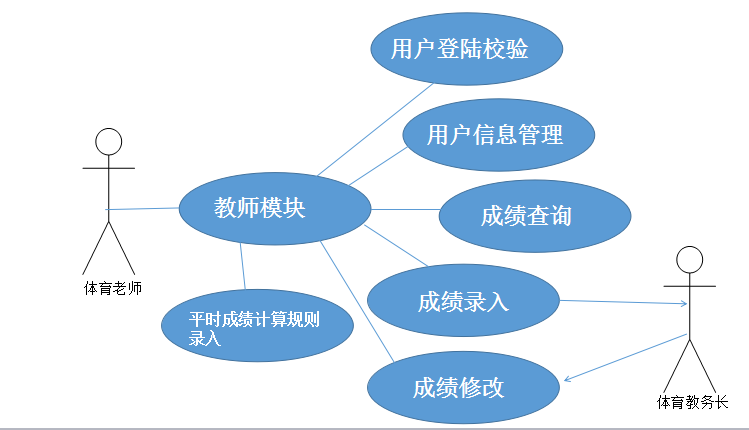 用户登陆校验
用户信息管理
教师模块
成绩查询
体育老师
成绩录入
平时成绩计算规则
录入
成绩修改
体育教务长